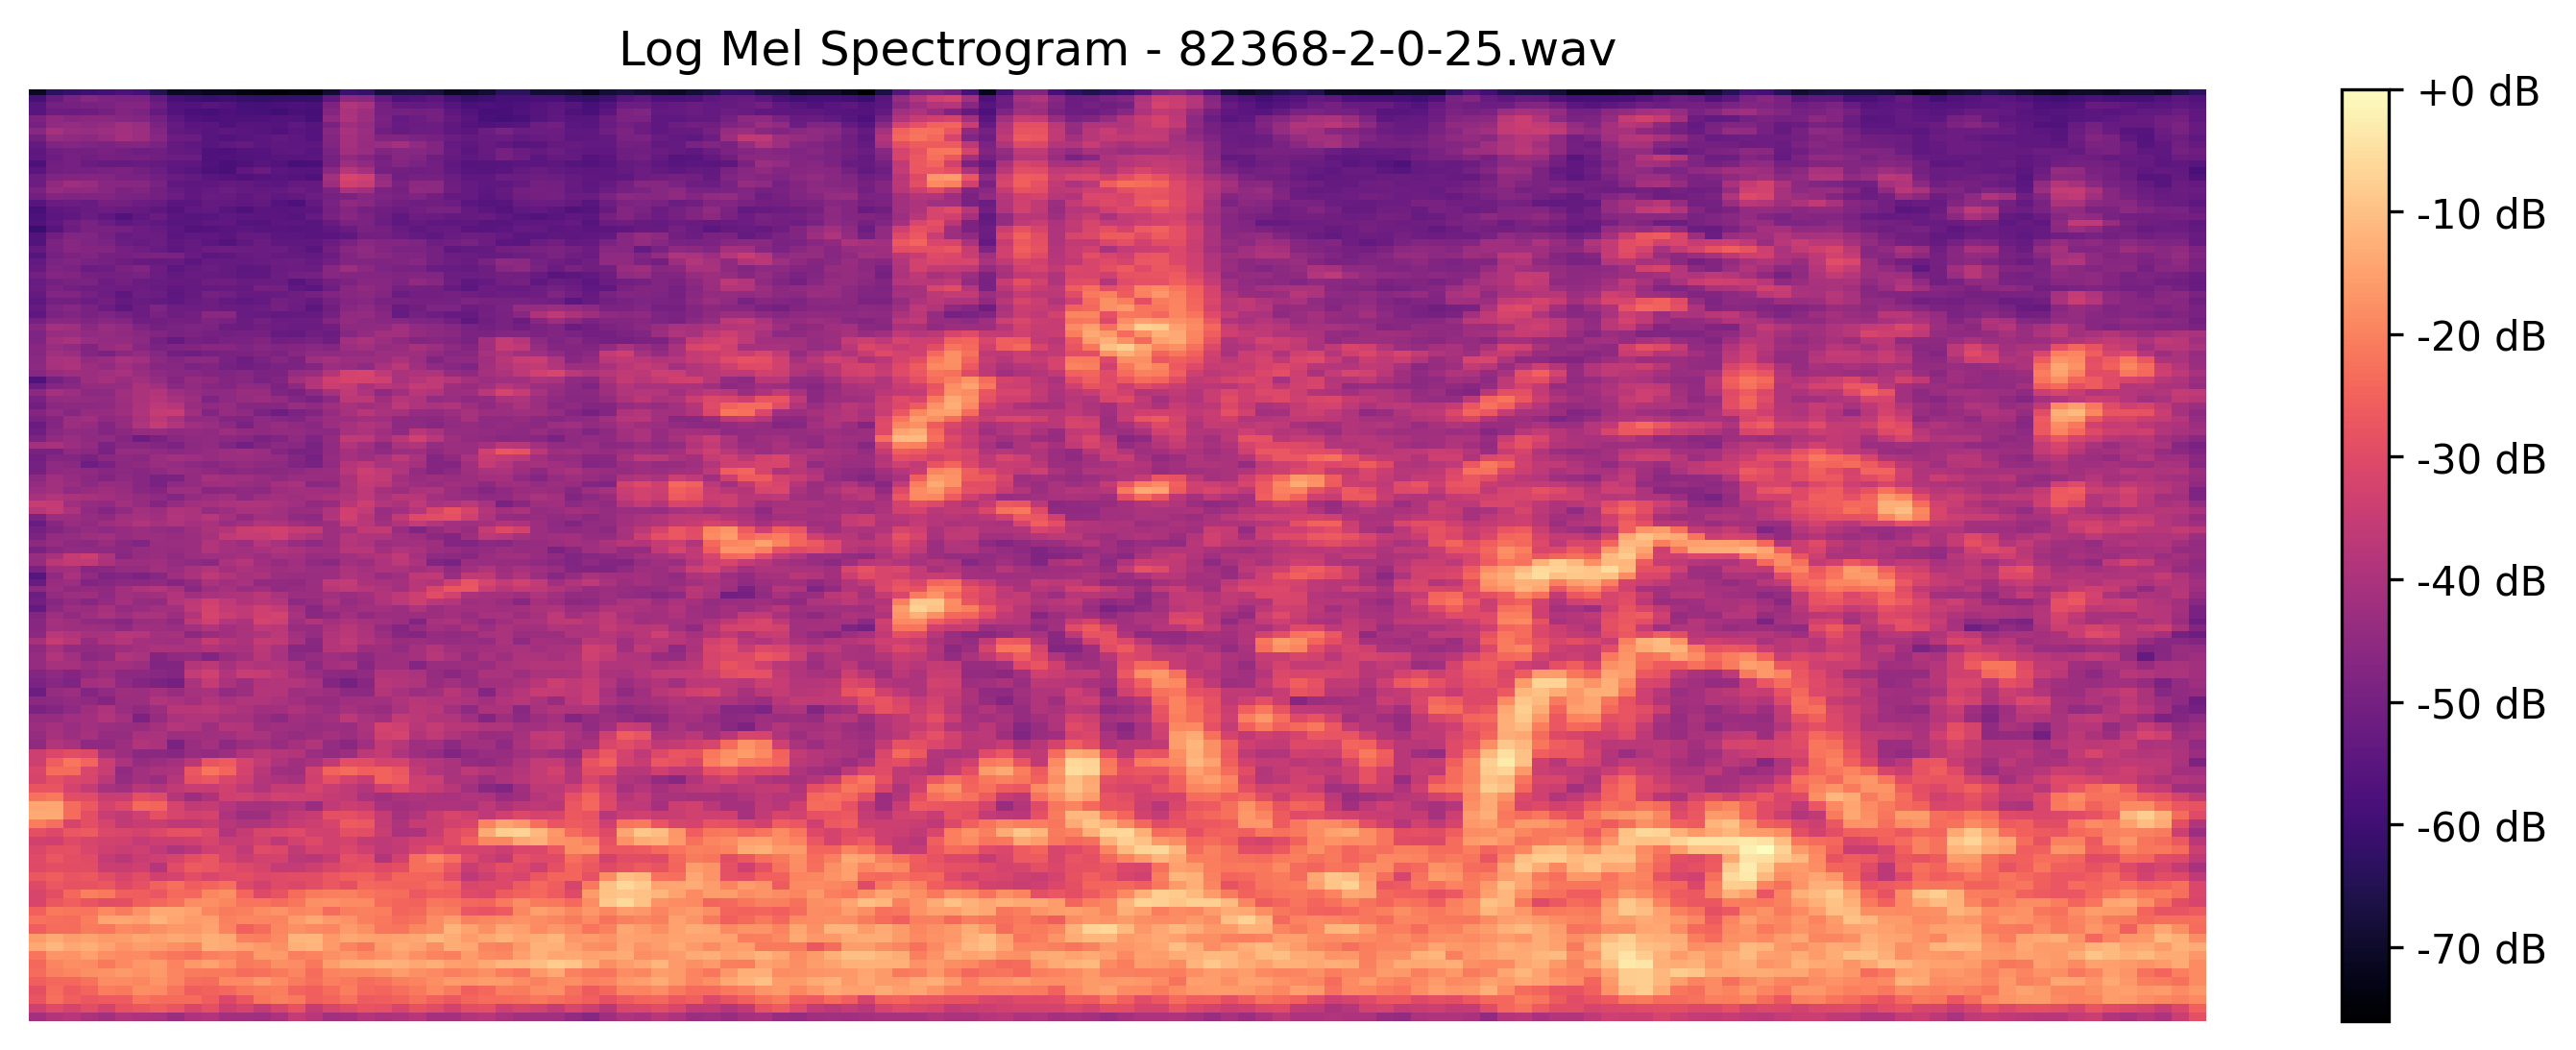 Log Mel Spectrogram - 82368-2-0-25.wav
+0 dB
-10 dB
-20 dB
-30 dB
-40 dB
-50 dB
-60 dB
-70 dB